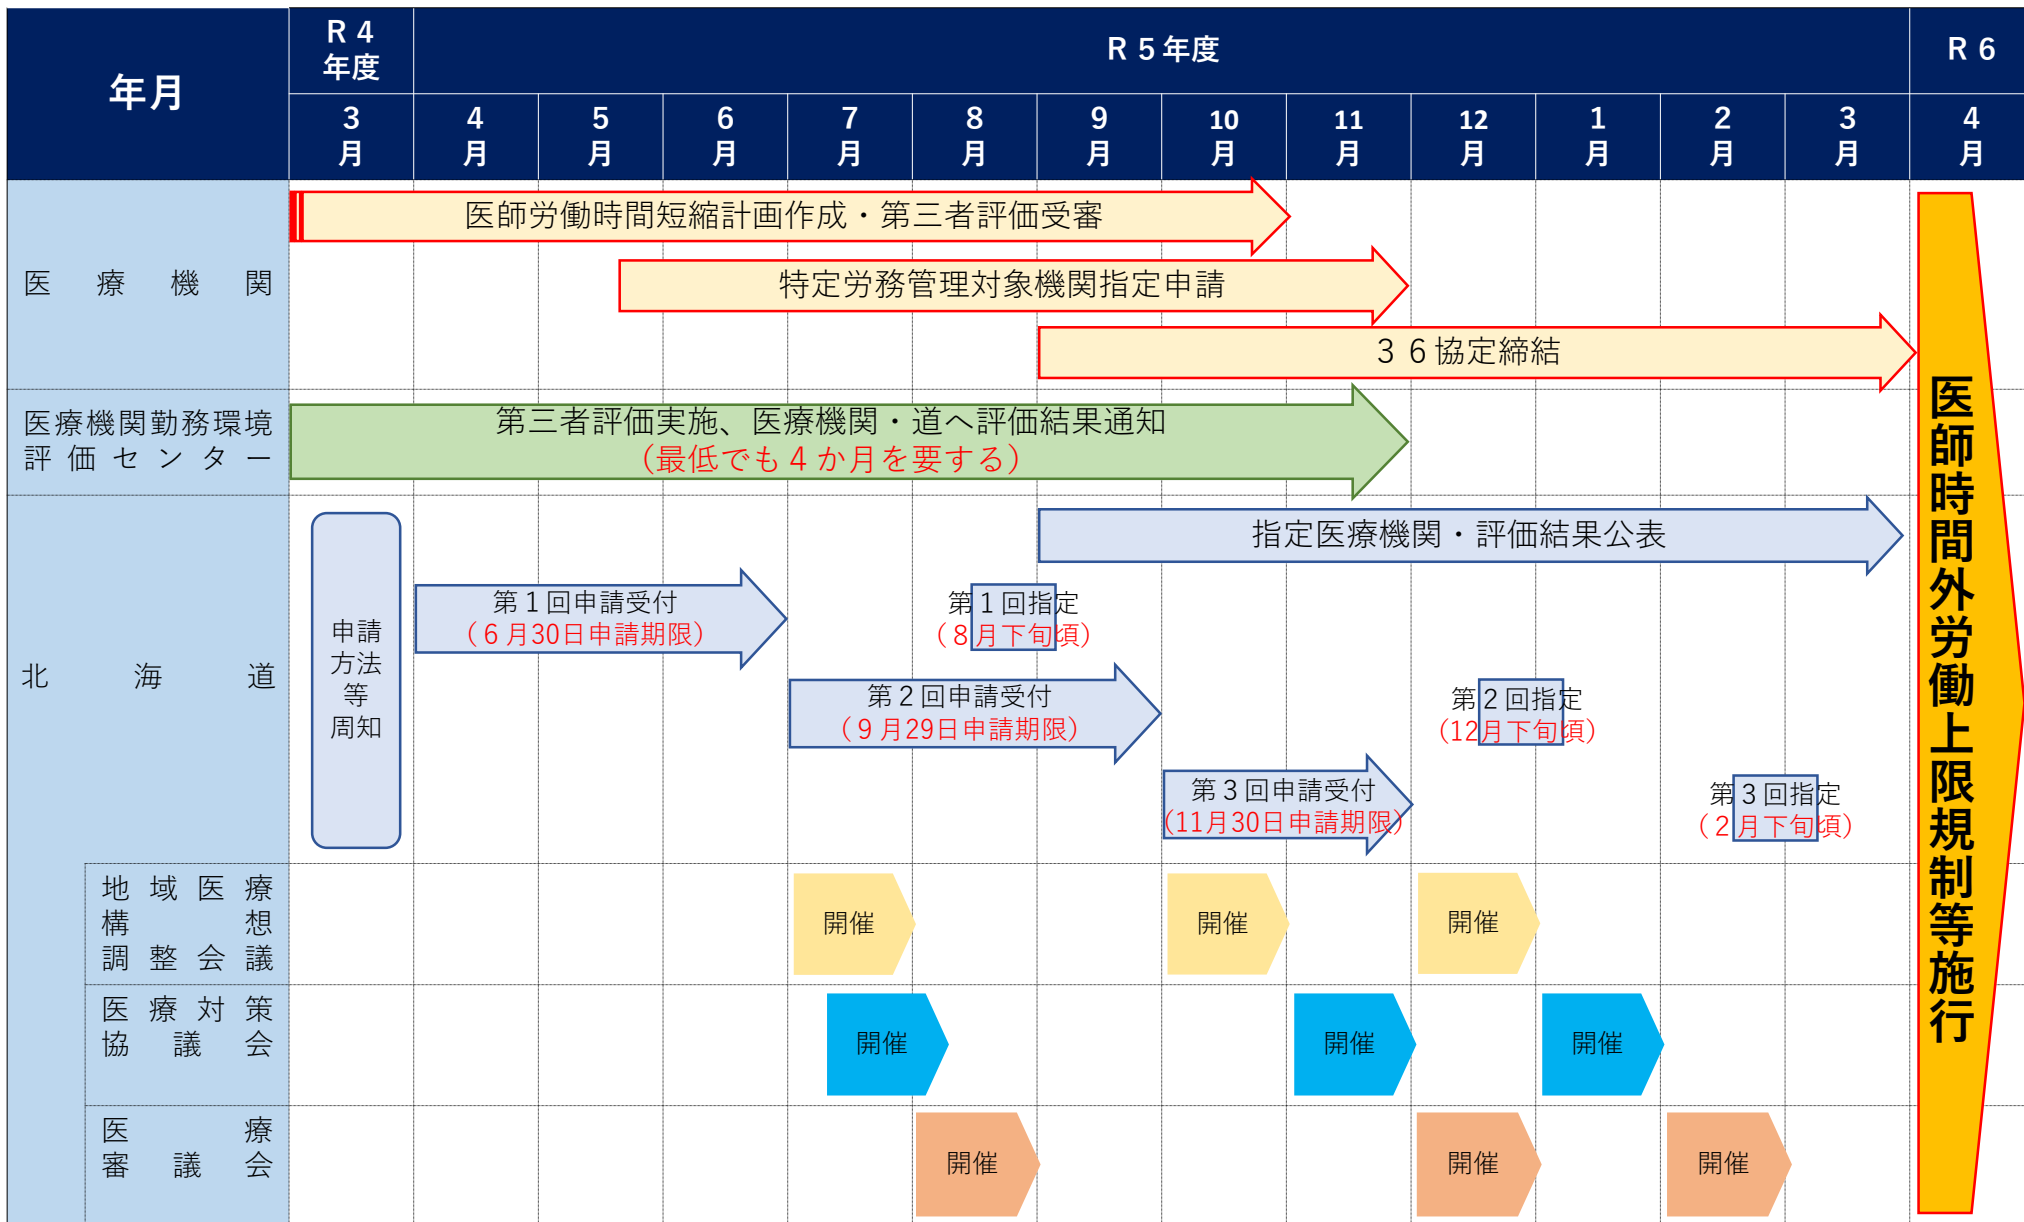 年月
Ｒ４
年度
Ｒ５年度
Ｒ６
3
月
4
月
5
月
6
月
7
月
8
月
9
月
10
月
11
月
12
月
1
月
2
月
3
月
4
月
医療機関
医師労働時間短縮計画作成・第三者評価受審
特定労務管理対象機関指定申請
３６協定締結
医療機関勤務環境
評価センター
第三者評価実施、医療機関・道へ評価結果通知
（最低でも４か月を要する）
北海道
申請
方法
等
周知
指定医療機関・評価結果公表
第１回申請受付
（６月30日申請期限）
第１回指定
（８月下旬頃）
第２回申請受付
（９月29日申請期限）
第２回指定
（12月下旬頃）
第３回申請受付
（11月30日申請期限）
第３回指定
（２月下旬頃）
地域医療
構想
調整会議
開催
開催
開催
医療対策
協議会
開催
開催
開催
医療
審議会
開催
開催
開催
医師時間外労働上限規制等施行